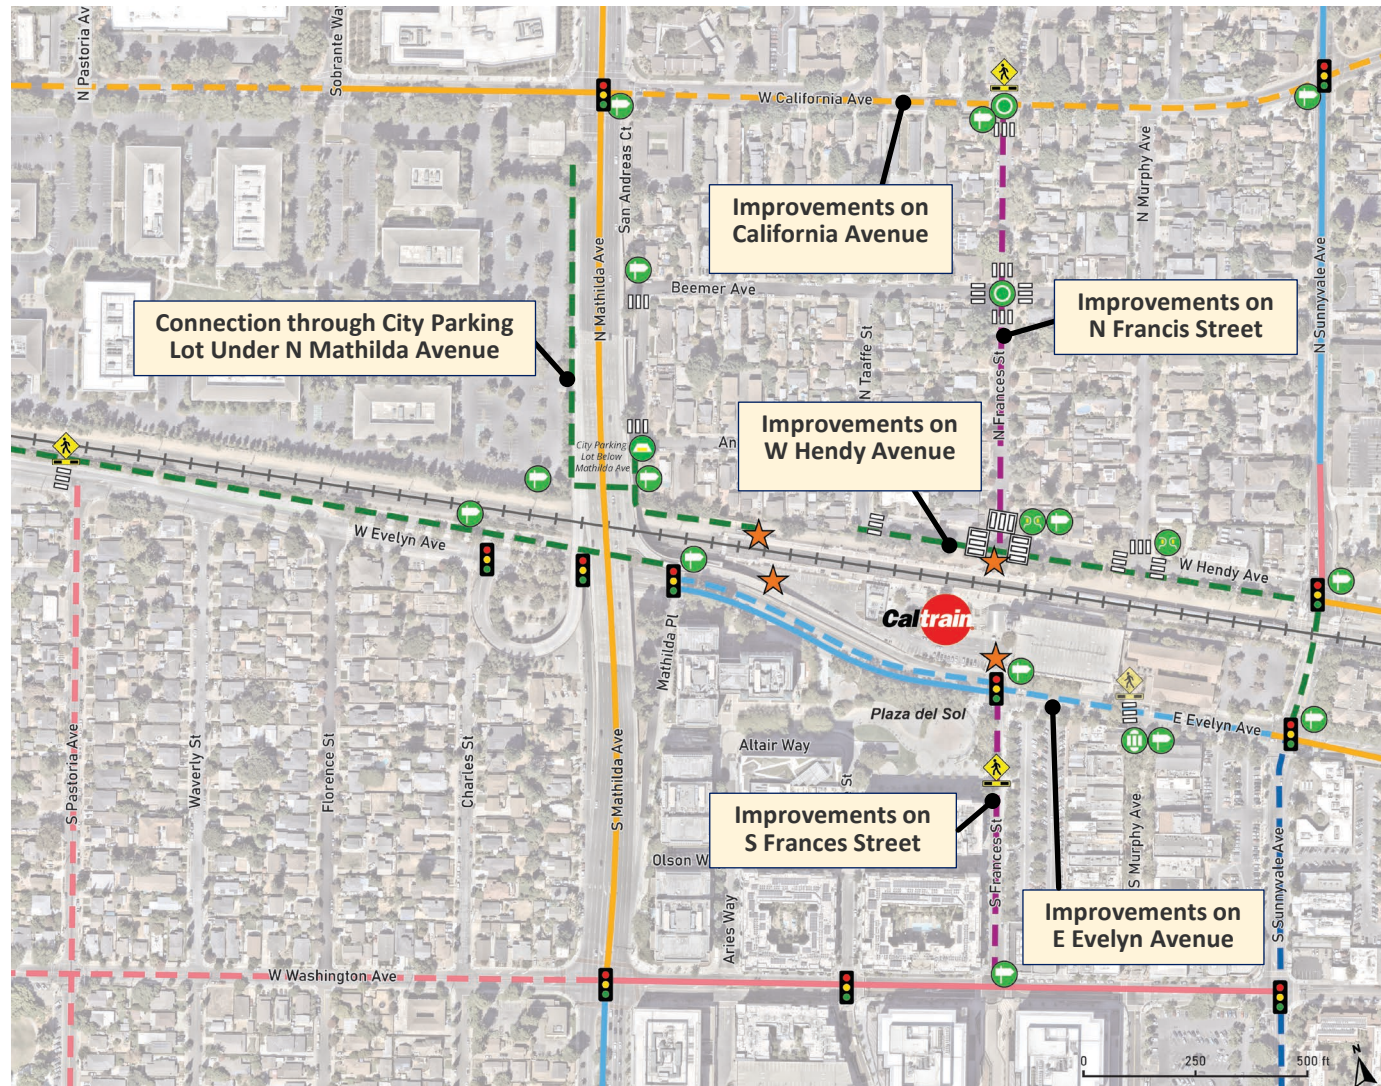 N Pastoria Av
Sobrante Way
W California Ave
San Andreas Ct
N Murphy Ave
Improvements on
California Avenue
N Mathilda Ave
N Sunnyvale Ave
Beemer Ave
Connection through City Parking
Lot Under N Mathilda Avenue
Improvements on
N Francis Street
N Taaffe St
N Frances St
Improvements on
W Hendy Avenue
City Parking
Lot Below
Mathilda Ave
An
W Evelyn Ave
W Hendy Ave
Caltrain
Mathilda Pl
Plaza del Sol
E Evelyn Ave
Altair Way
S Pastoria Ave
Waverly St
Florence St
Charles St
S Mathilda Ave
St
Improvements on
S Frances Street
Olson W
S Frances St
S Murphy Ave
S Sunnyvale Ave
Aries Way
Improvements on
E Evelyn Avenue
W Washington Ave
0 250 500 ft
N